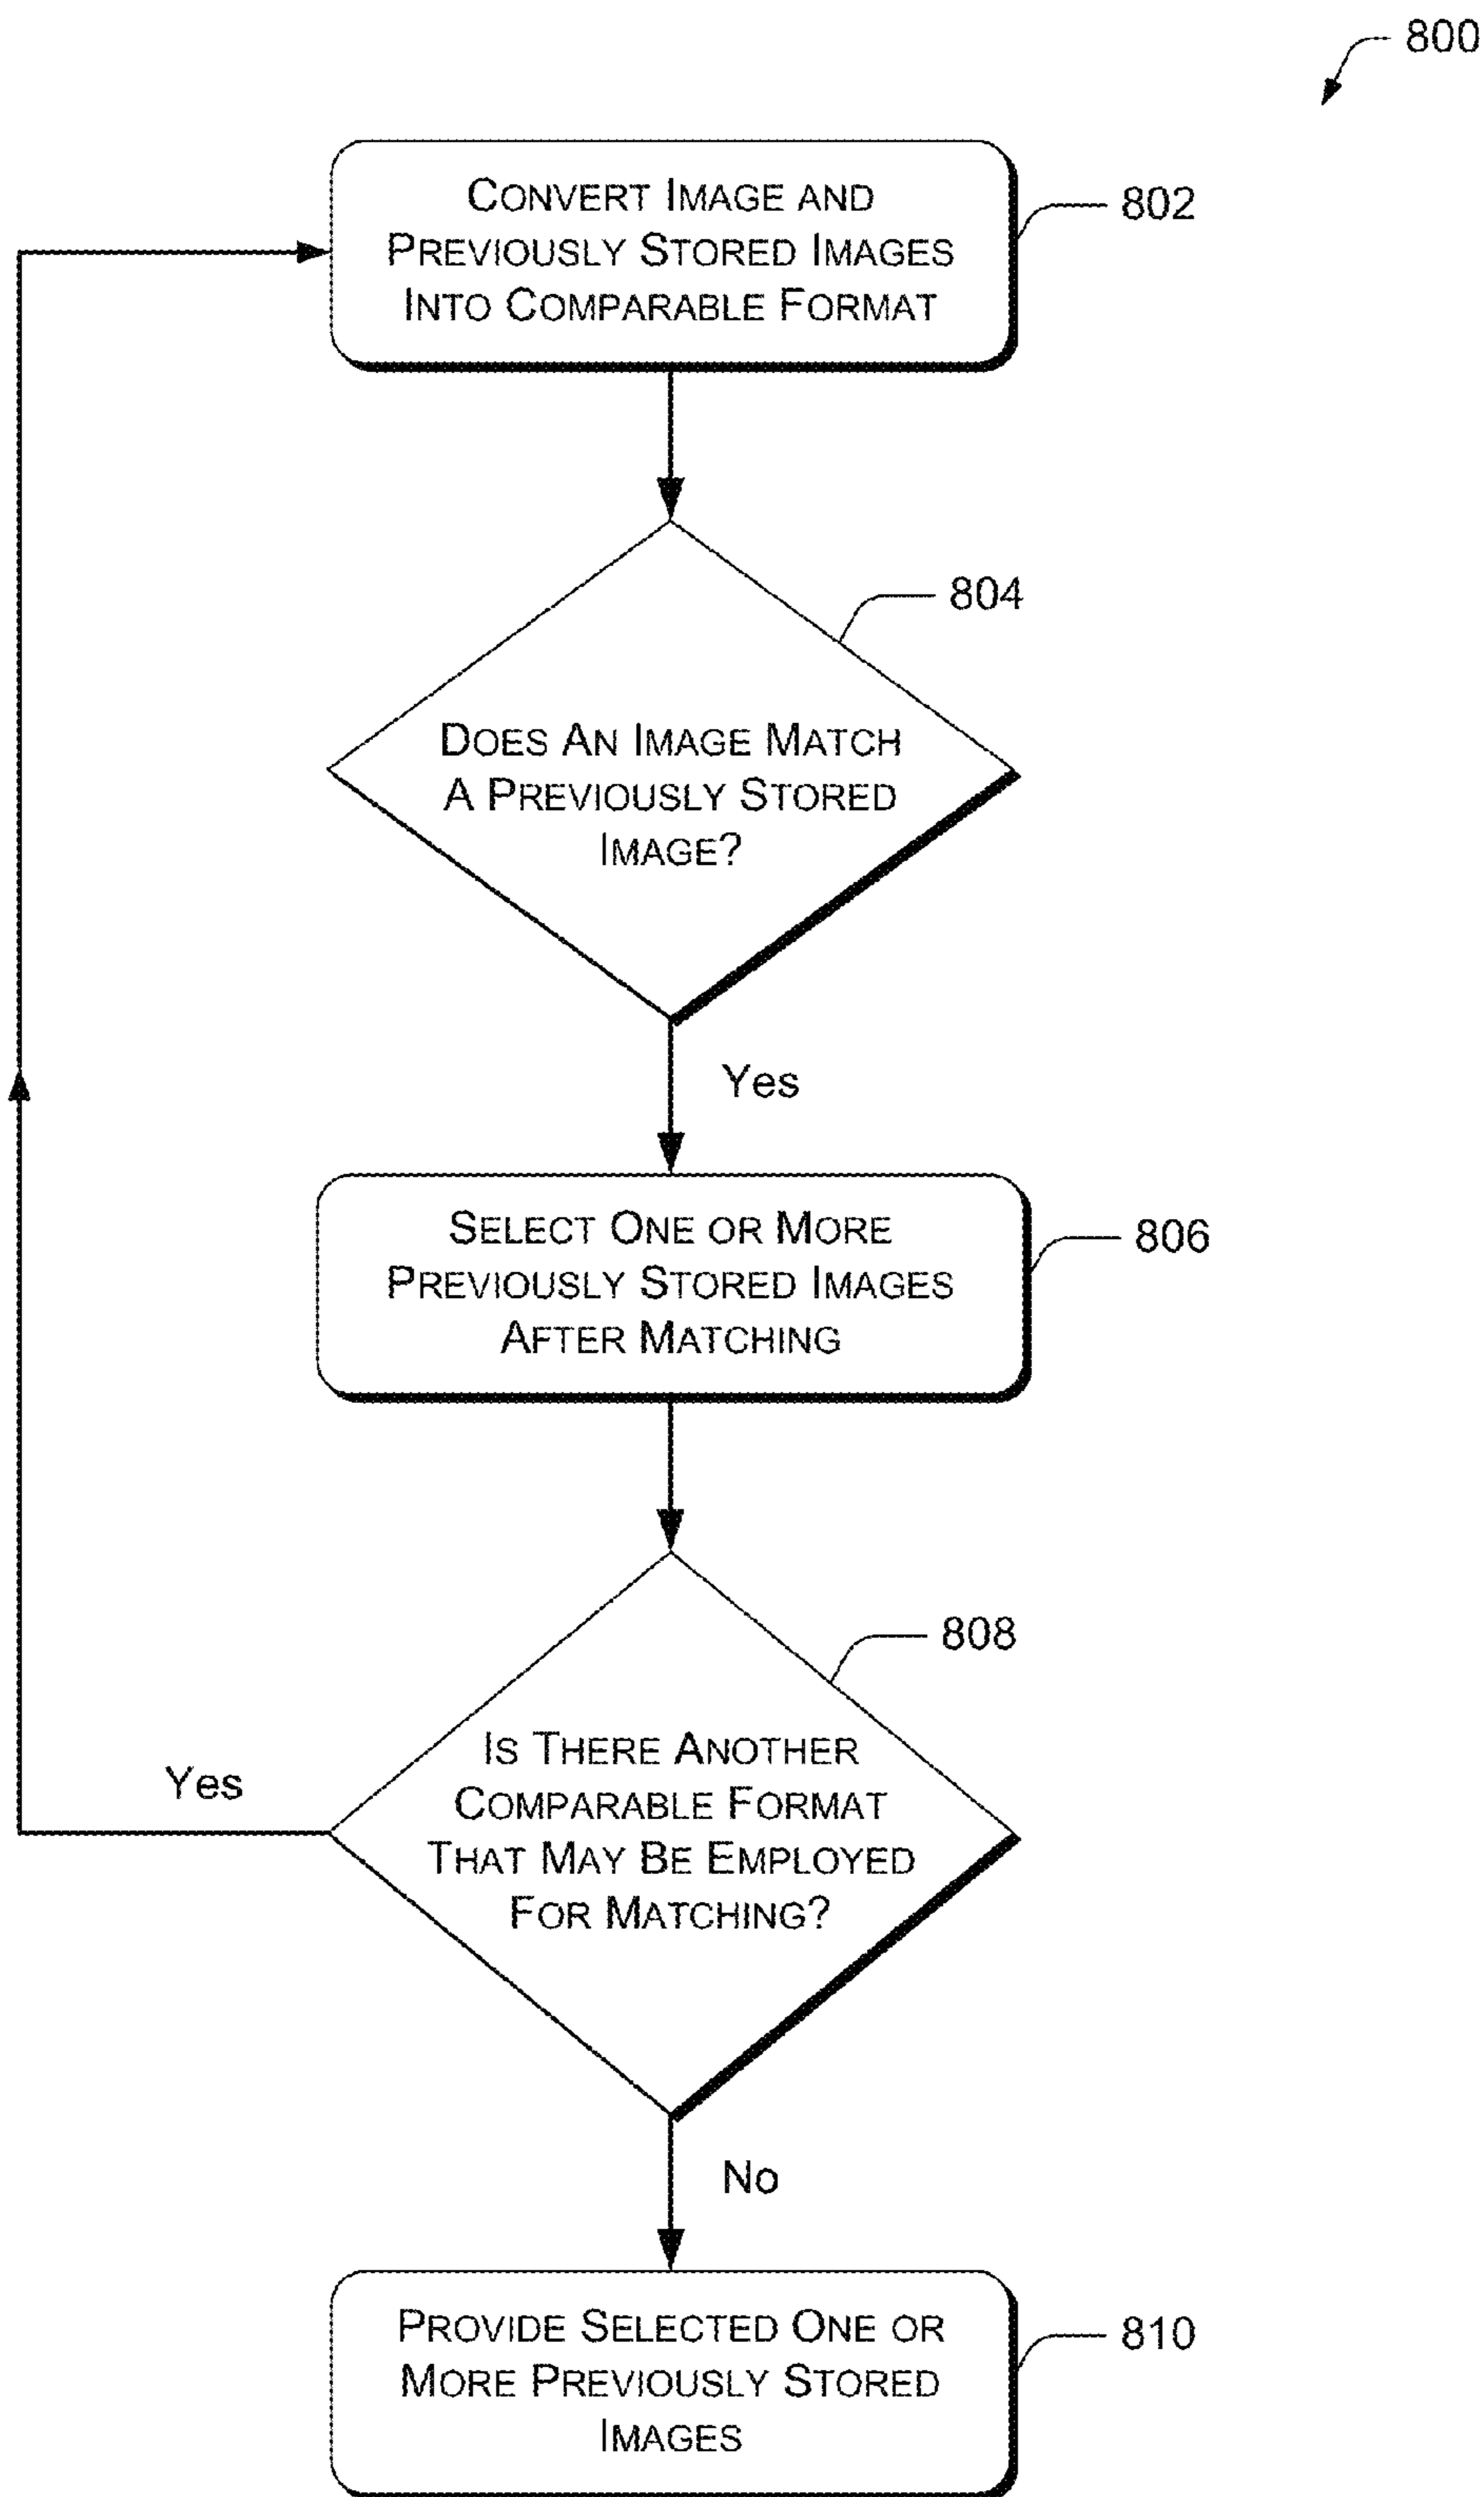 800
CONVERT IMAGE AND
PREVIOUSLY STORED IMAGES
INTO COMPARABLE FORMAT
802
804
DOES AN IMAGE MATCH
A PREVIOUSLY STORED
IMAGE?
Yes
SELECT ONE OR MORE
PREVIOUSLY STORED IMAGES
AFTER MATCHING
806
808
IS THERE ANOTHER
COMPARABLE FORMAT
THAT MAY BE EMPLOYED
FOR MATCHING?
Yes
No
PROVIDE SELECTED ONE OR
MORE PREVIOUSLY STORED
IMAGES
810